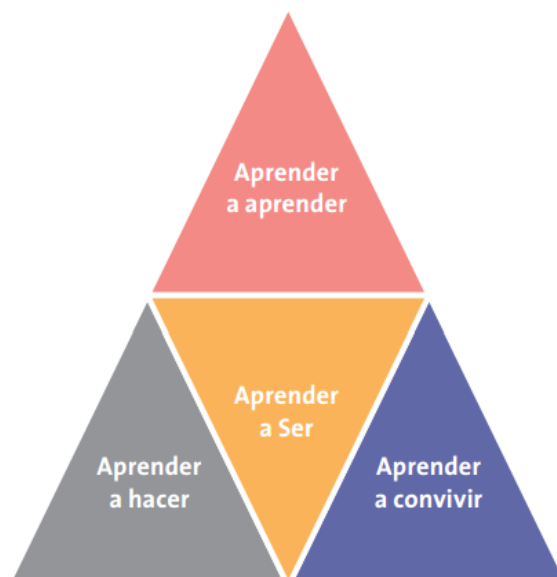 Aprender
a aprender
Aprender
a Ser
Aprender
a hacer
Aprender
a convivir